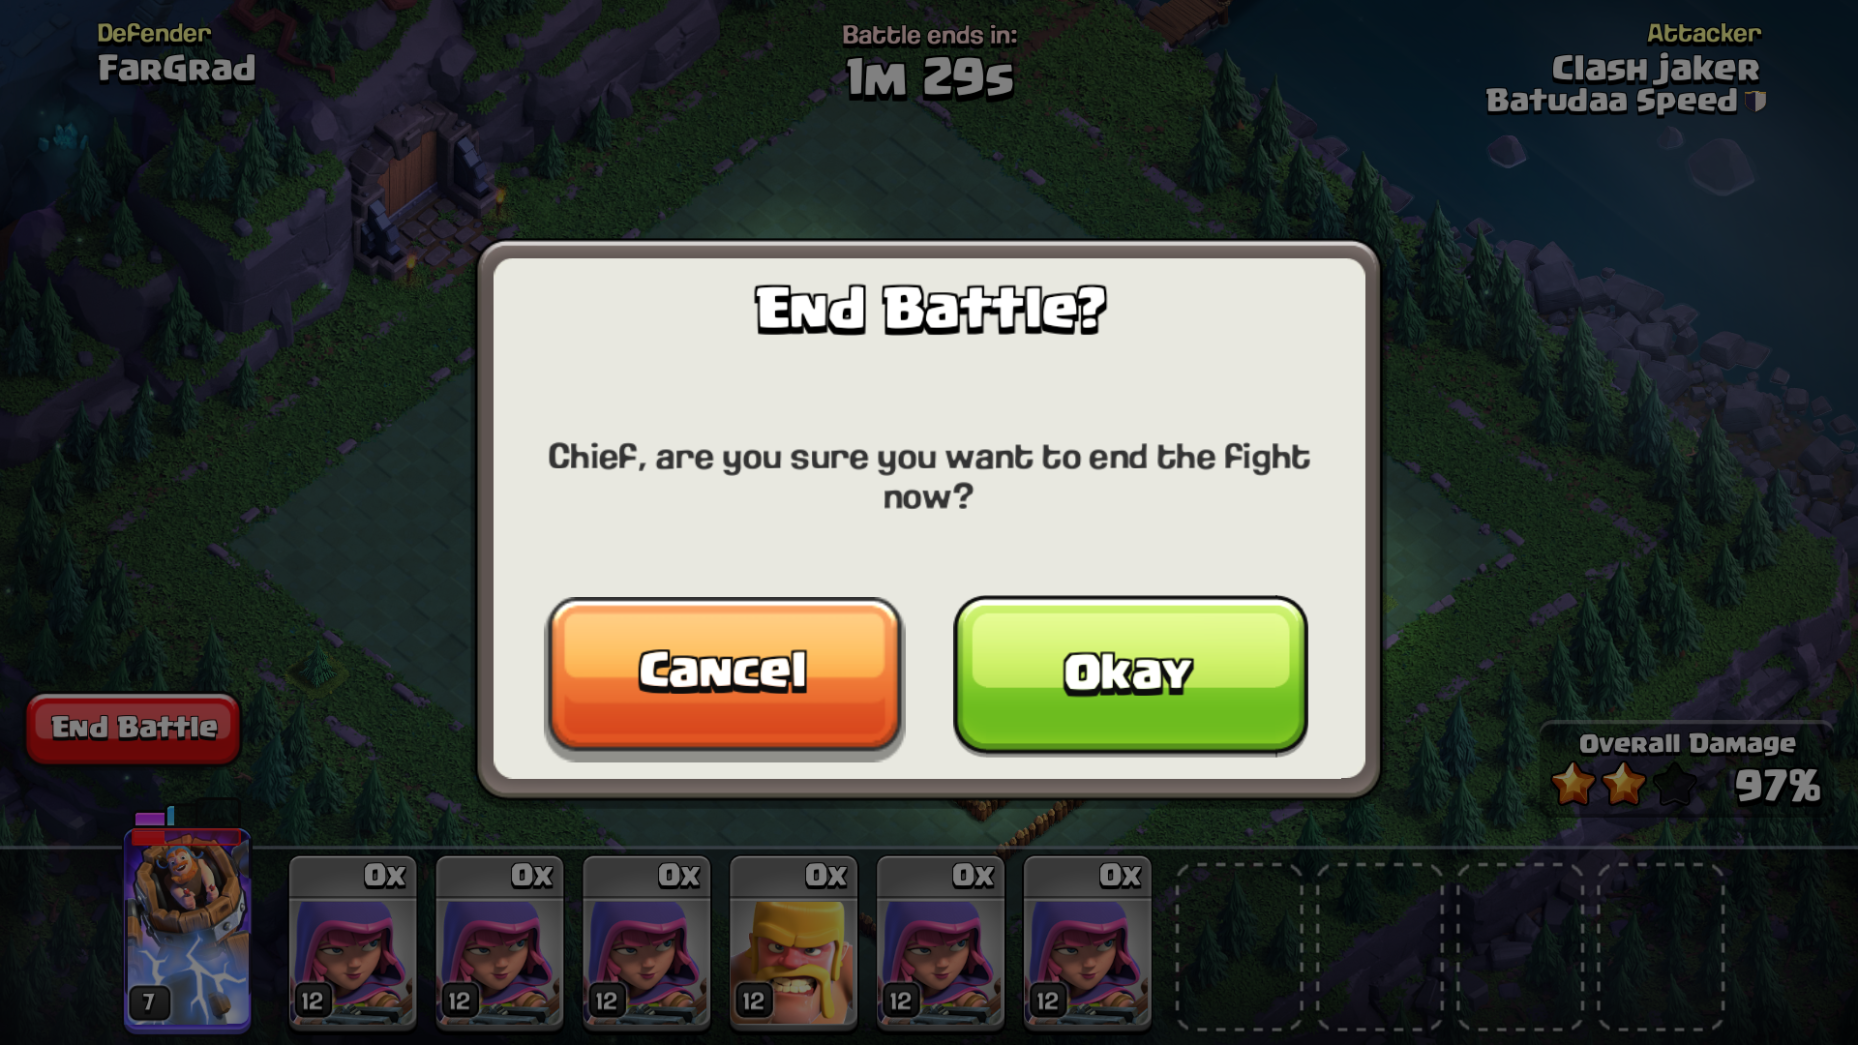 Defender
FarGrad
Battle ends in:
1M 29s
Attacker
Clash jaker
Batudaa Speed
End Battle?
Chief, are you sure you want to end the fight
now?
Cancel
Okay
End Battle
Overall Damage
97%
0x
0x
0x
0x
0x
0x
7
12
12
12
12
12
12